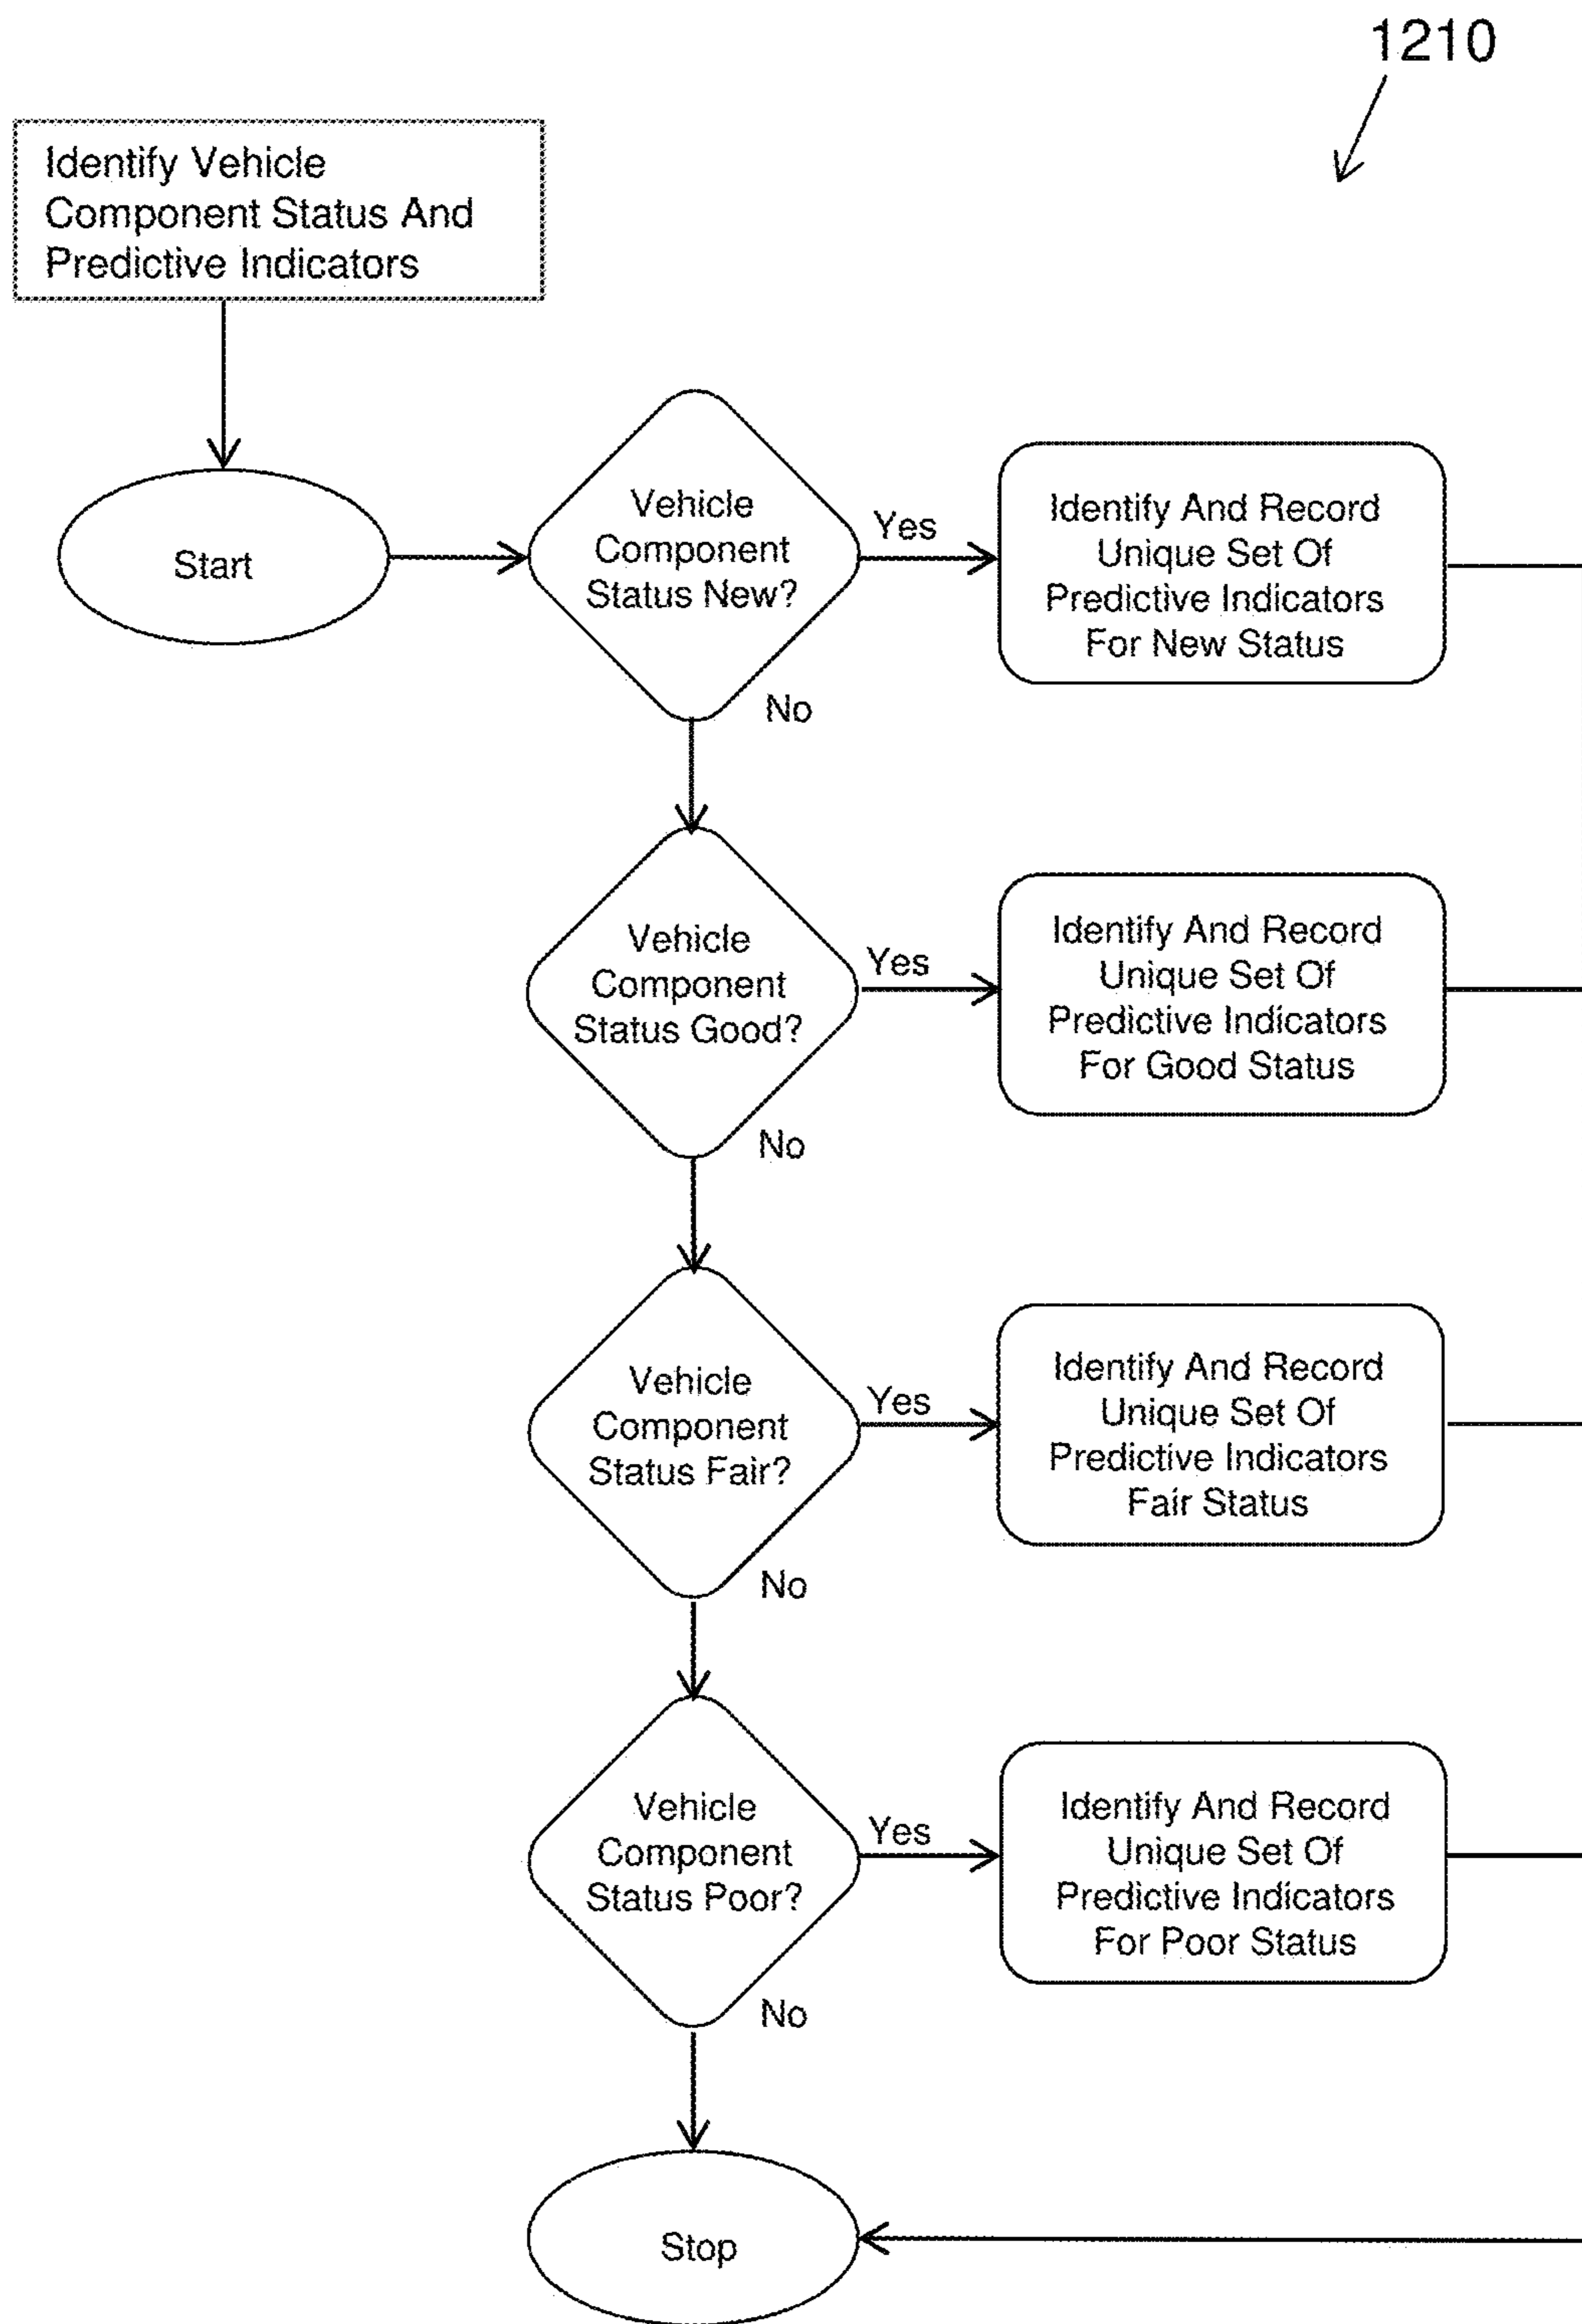 1210
Identify Vehicle
Component Status And
Predictive Indicators
Start
Vehicle
Component
Status New?
Yes
Identify And Record
Unique Set Of
Predictive Indicators
For New Status
No
Vehicle
Component
Status Good?
Yes
Identify And Record
Unique Set Of
Predictive Indicators
For Good Status
No
Vehicle
Component
Status Fair?
Yes
Identify And Record
Unique Set Of
Predictive Indicators
Fair Status
No
Vehicle
Component
Status Poor?
Yes
Identify And Record
Unique Set Of
Predictive Indicators
For Poor Status
No
Stop